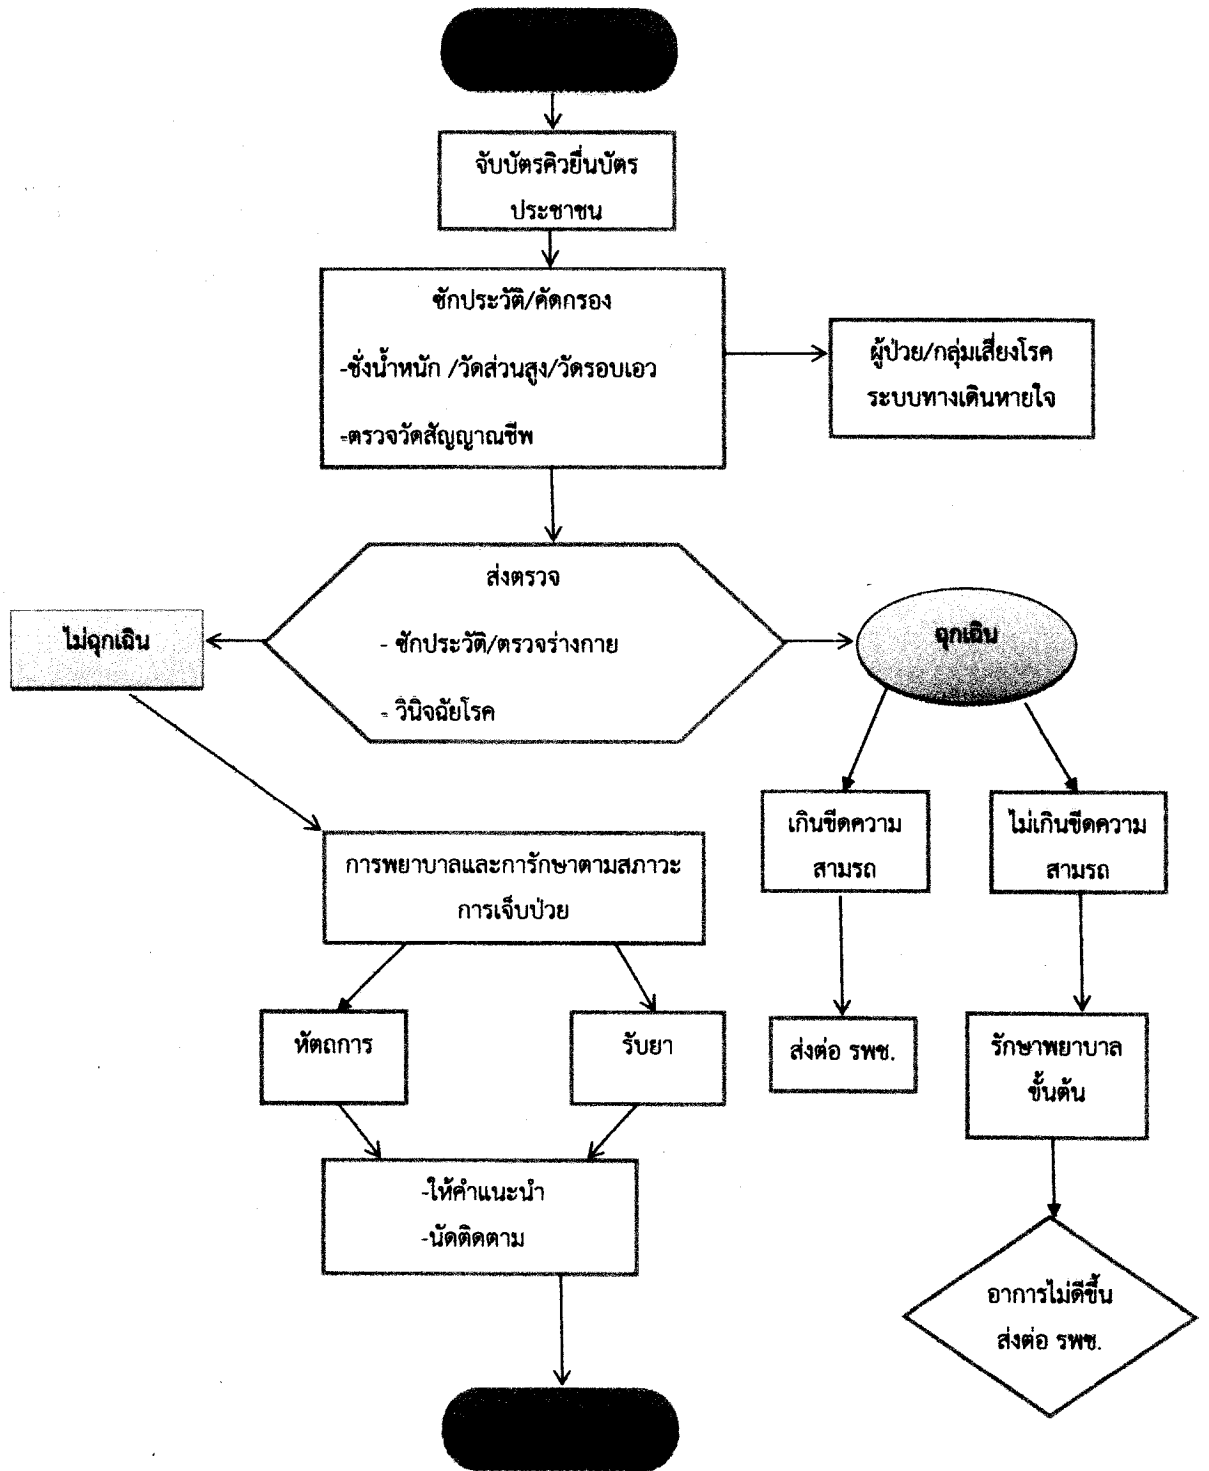 จับบัตรคิวยื่นบัตร
ประชาชน
ซักประวัติ/คัดกรอง
-ชั่งน้ำหนัก /วัดส่วนสูง/วัดรอบเอว
-ตรวจวัดสัญญาณชีพ
ผู้ป่วย/กลุ่มเสี่ยงโรค
ระบบทางเดินหายใจ
ส่งตรวจ
- ซักประวัติ/ตรวจร่างกาย
- วินิจฉัยโรค
ไม่ฉุกเฉิน
ฉุกเฉิน
เกินขีดความ
สามรถ
ไม่เกินขีดความ
สามรถ
การพยาบาลและการักษาตามสภาวะ
การเจ็บป่วย
หัตถการ
รับยา
ส่งต่อ รพช.
รักษาพยาบาล
ขั้นต้น
-ให้คำแนะนำ
-นัดติดตาม
อาการไม่ดีขึ้น
ส่งต่อ รพช.